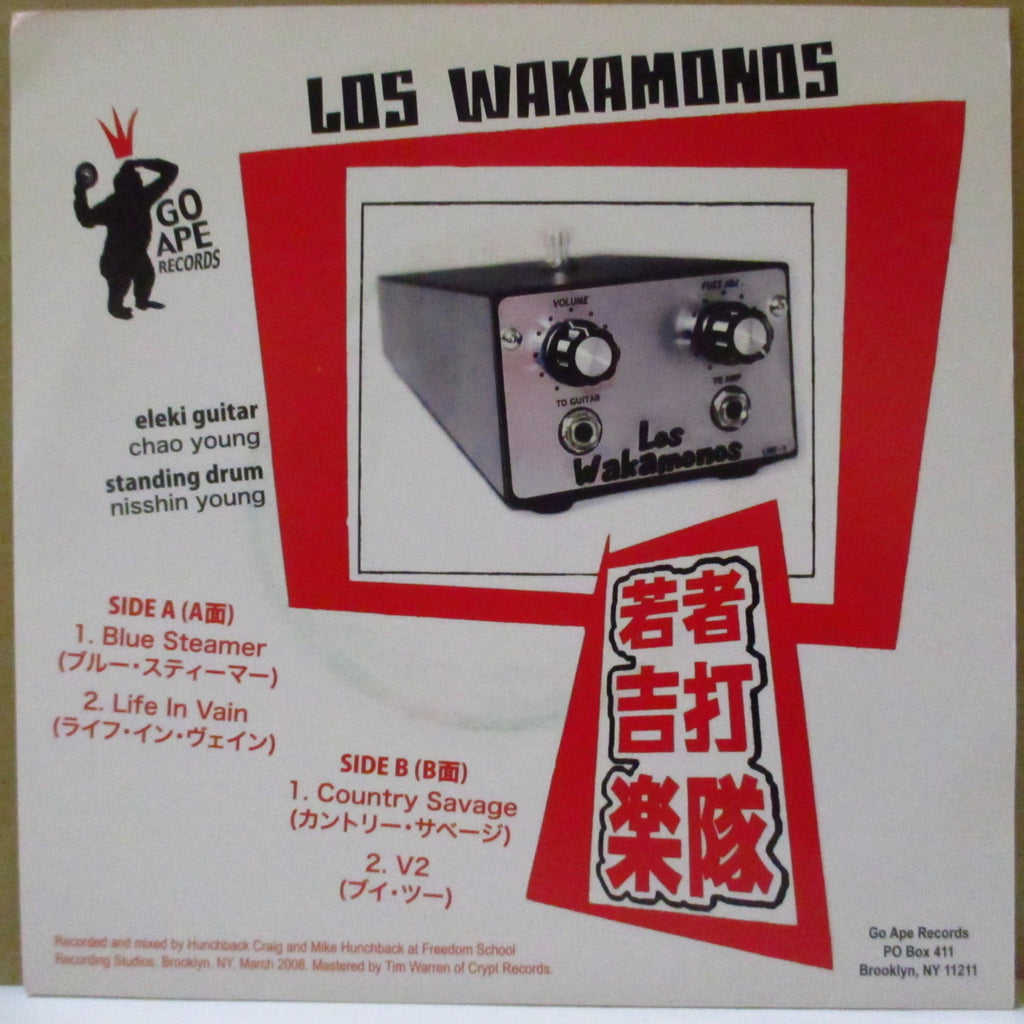 LOS WAKAMONOS
GO
APE
RECORDS
VOLUME
TO GUITAR
TO AMP
Los
Wakamonos
eleki guitar
chao young
standing drum
nisshin young
若者
吉打
楽隊
SIDE A (A面)
1. Blue Steamer
(ブルー・スティーマー)
2. Life In Vain
(ライフ・イン・ヴェイン)
SIDE B (B面)
1. Country Savage
(カントリー・サベージ)
2. V2
(ブイ・ツー)
Recorded and mixed by Hunchback Craig and Mike Hunchback at Freedom School
Recording Studios, Brooklyn, NY, March 2008. Mastered by Tim Warren of Crypt Records.
Go Ape Records
PO Box 411
Brooklyn, NY 11211